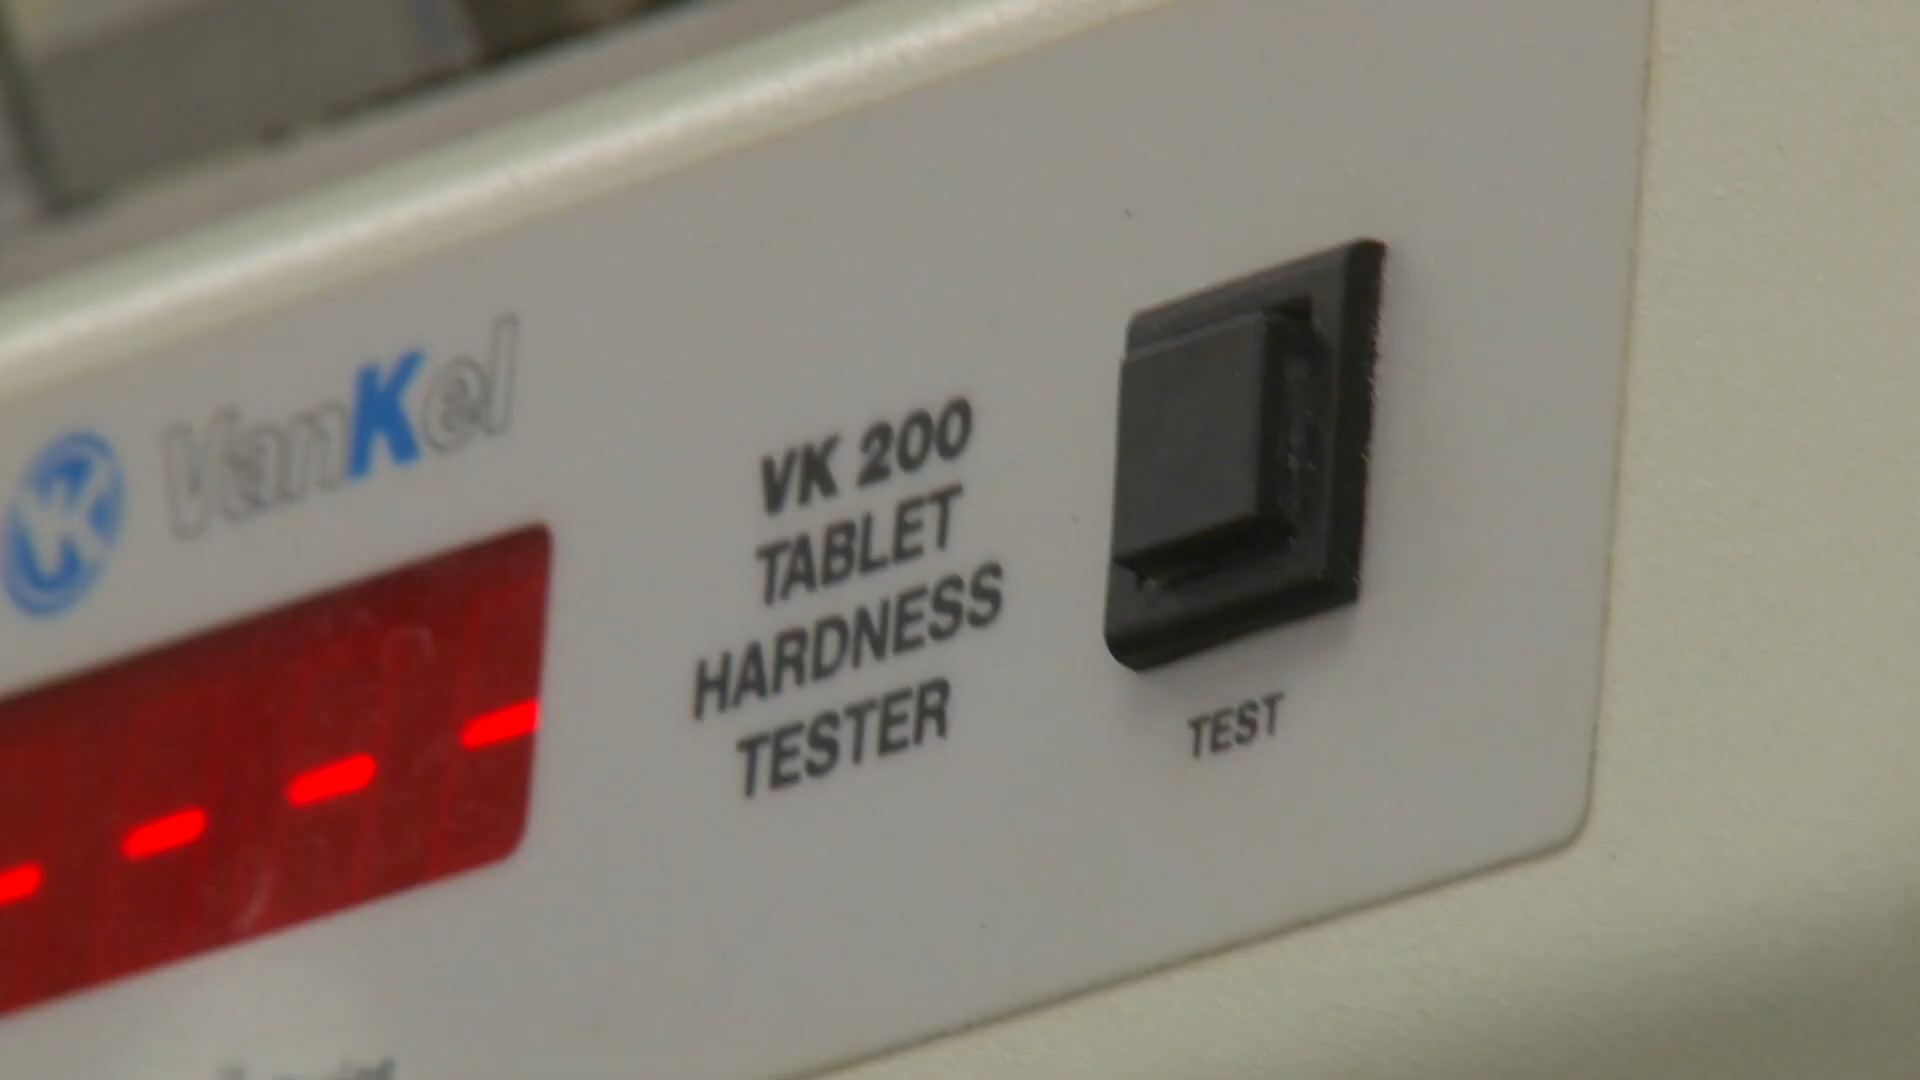 VanKel
VK 200
TABLET
HARDNESS
TESTER
TEST